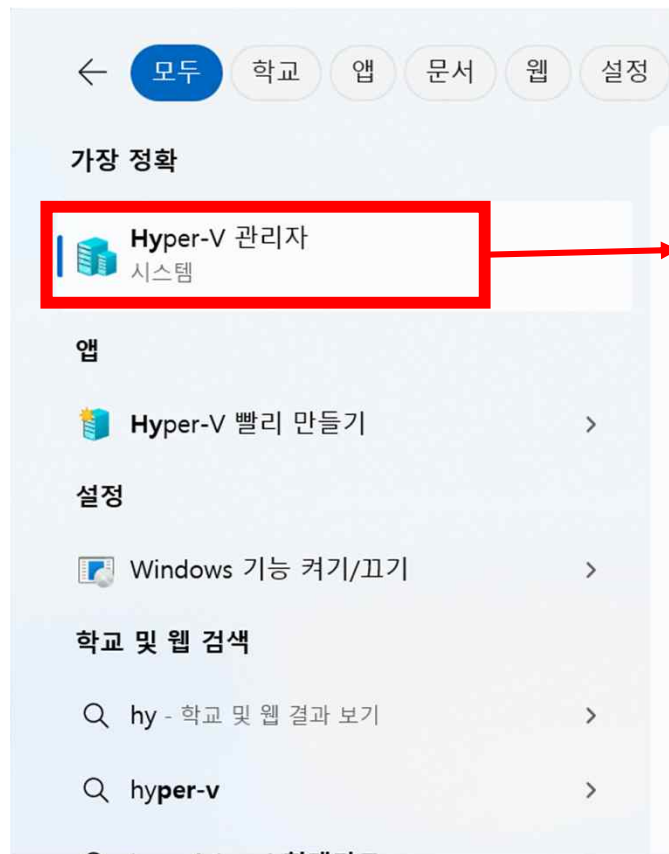 모두 학교 앱 문서 웹 설정
가장 정확
Hyper-V 관리자
시스템
앱
Hyper-V 빨리 만들기
설정
Windows 기능 켜기/끄기
학교 및 웹 검색
hy - 학교 및 웹 결과 보기
hyper-v